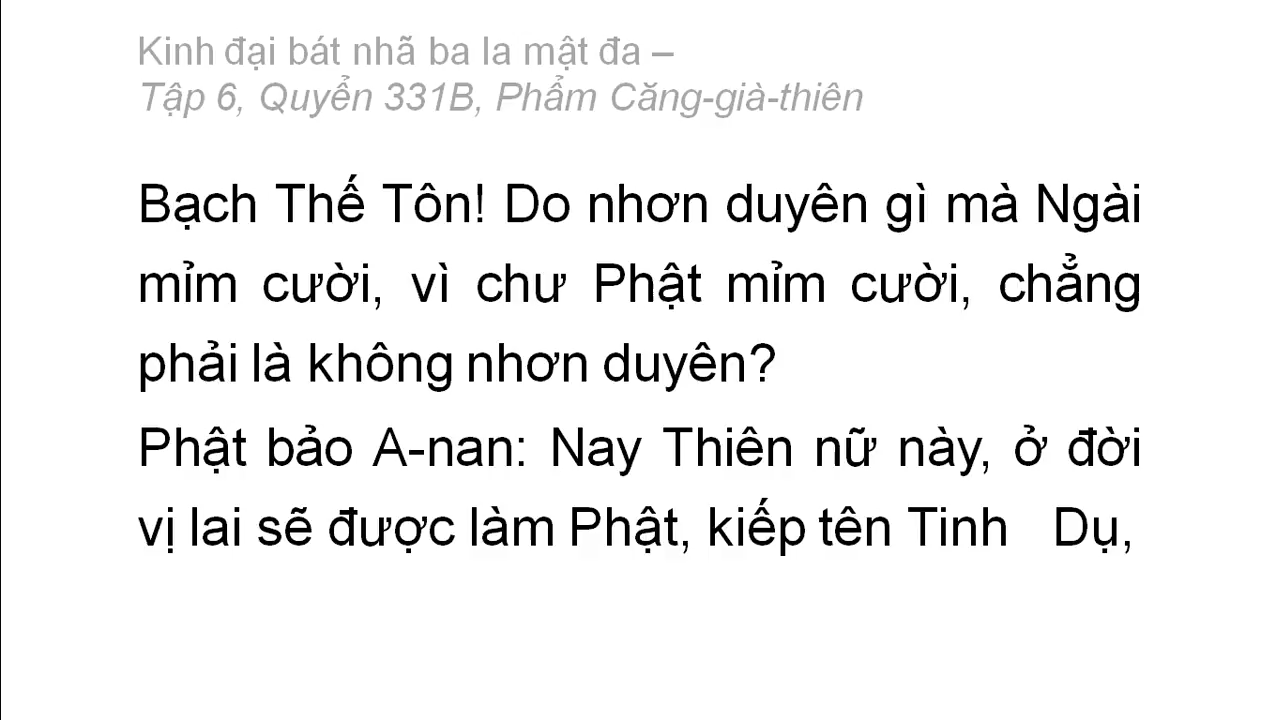 Kinh đại bát nhã ba la mật đa –
Tập 6, Quyển 331B, Phẩm Căng-già-thiên
Bạch Thế Tôn! Do nhơn duyên gì mà Ngài
mỉm cười, vì chư Phật mỉm cười, chẳng
phải là không nhơn duyên?
Phật bảo A-nan: Nay Thiên nữ này, ở đời
vị lai sẽ được làm Phật, kiếp tên Tinh Dụ,